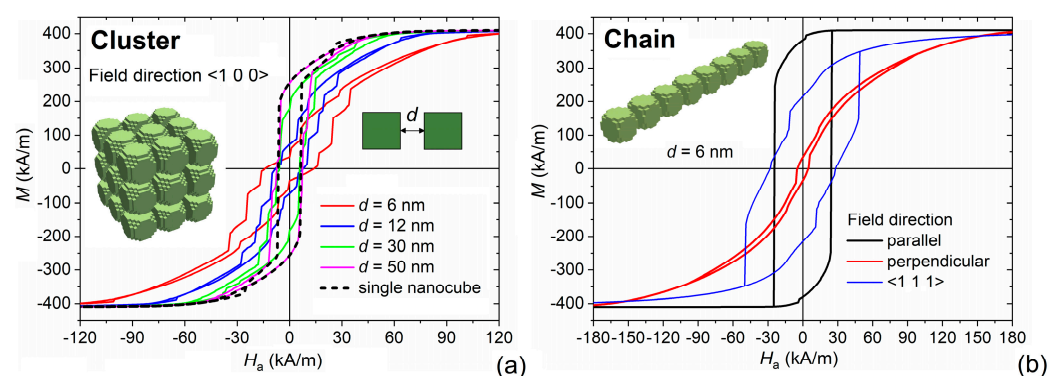 Cluster
Field direction <1 0 0>
d
d = 6 nm
d = 12 nm
d = 30 nm
d = 50 nm
single nanocube
400
300
200
100
0
-100
-200
-300
-400
M (kA/m)
-120 -90 -60 -30 0 30 60 90 120
Hₐ (kA/m)
(a)
Chain
d = 6 nm
Field direction
parallel
perpendicular
<1 1 1>
400
300
200
100
0
-100
-200
-300
-400
M (kA/m)
-180 -150 -120 -90 -60 -30 0 30 60 90 120 150 180
Hₐ (kA/m)
(b)